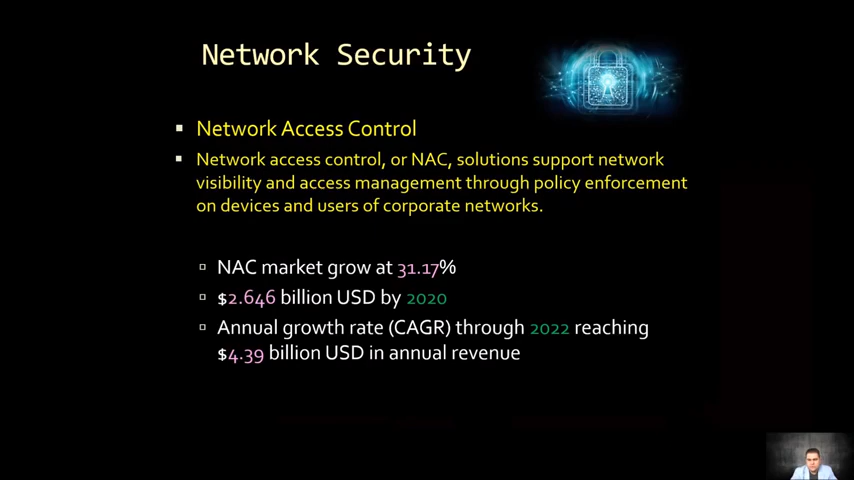 Network Security
Network Access Control
Network access control, or NAC, solutions support network
visibility and access management through policy enforcement
on devices and users of corporate networks.
NAC market grow at 31.17%
$2.646 billion USD by 2020
Annual growth rate (CAGR) through 2022 reaching
$4.39 billion USD in annual revenue